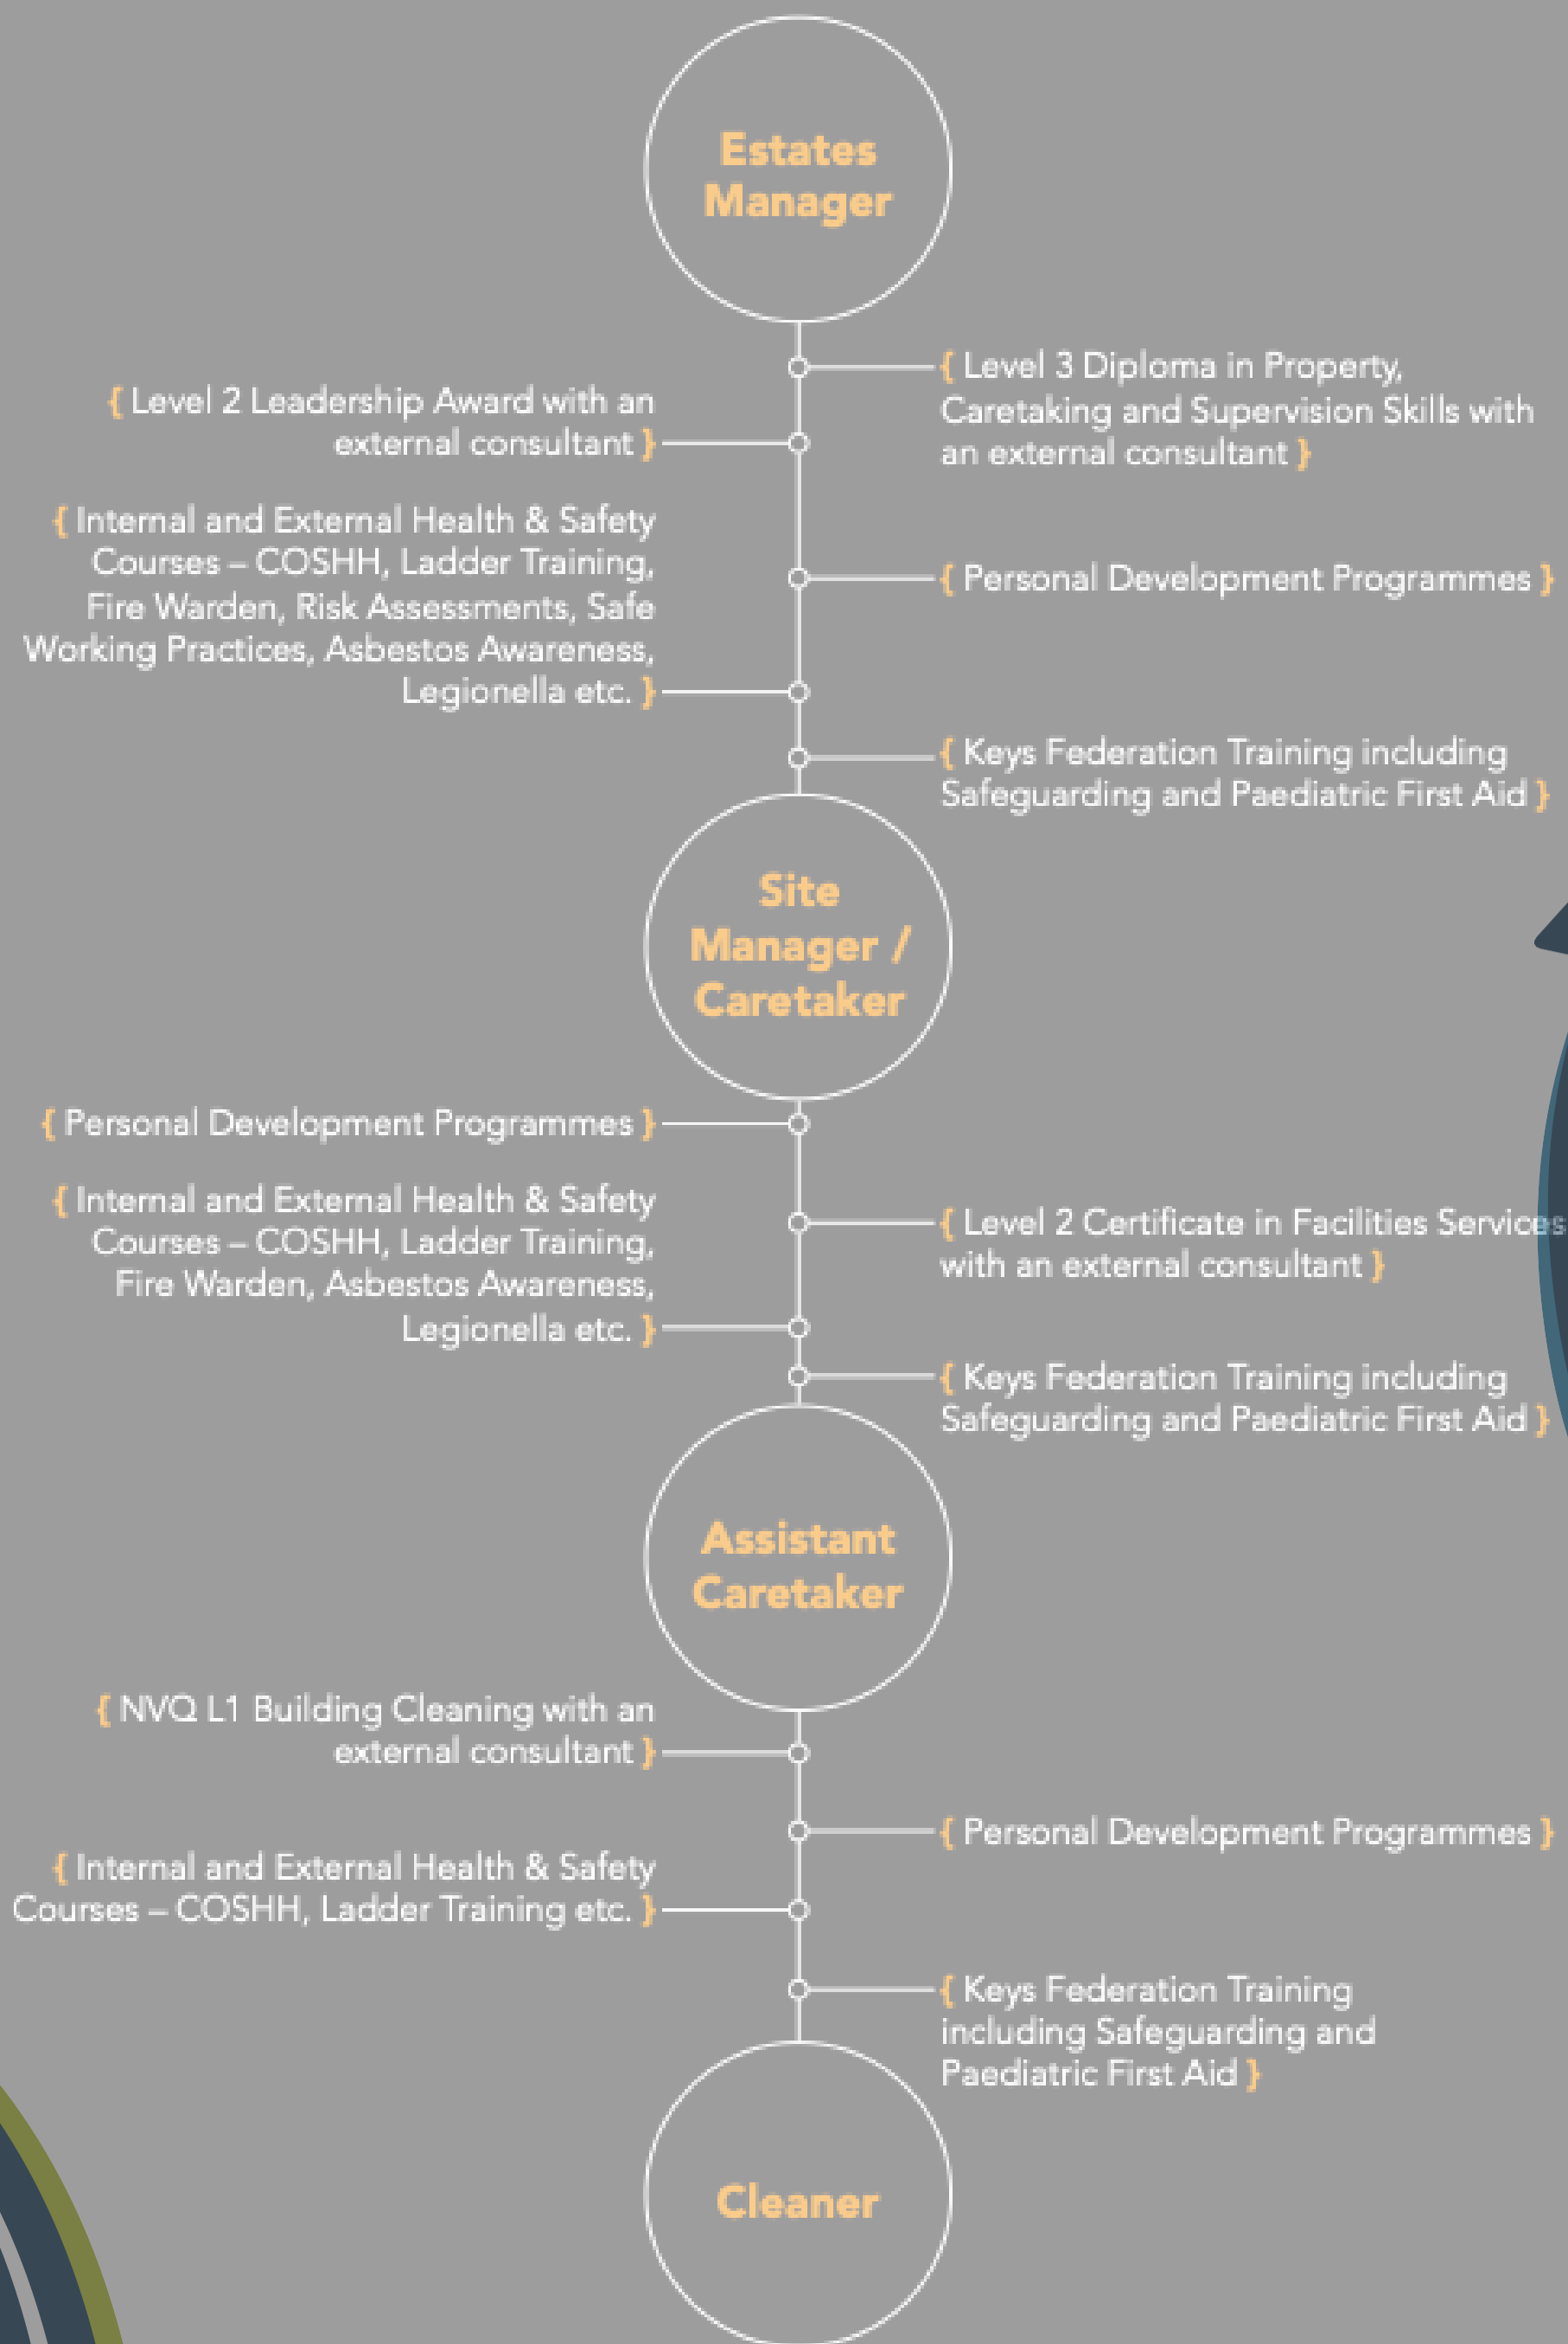 Estates
Manager
{ Level 3 Diploma in Property,
Caretaking and Supervision Skills with
an external consultant }
{ Level 2 Leadership Award with an
external consultant }
{ Internal and External Health & Safety
Courses – COSHH, Ladder Training,
Fire Warden, Risk Assessments, Safe
Working Practices, Asbestos Awareness,
Legionella etc. }
{ Personal Development Programmes }
{ Keys Federation Training including
Safeguarding and Paediatric First Aid }
Site
Manager /
Caretaker
{ Personal Development Programmes }
{ Internal and External Health & Safety
Courses – COSHH, Ladder Training,
Fire Warden, Asbestos Awareness,
Legionella etc. }
{ Level 2 Certificate in Facilities Services
with an external consultant }
{ Keys Federation Training including
Safeguarding and Paediatric First Aid }
Assistant
Caretaker
{ NVQ L1 Building Cleaning with an
external consultant }
{ Personal Development Programmes }
{ Internal and External Health & Safety
Courses – COSHH, Ladder Training etc. }
{ Keys Federation Training
including Safeguarding and
Paediatric First Aid }
Cleaner